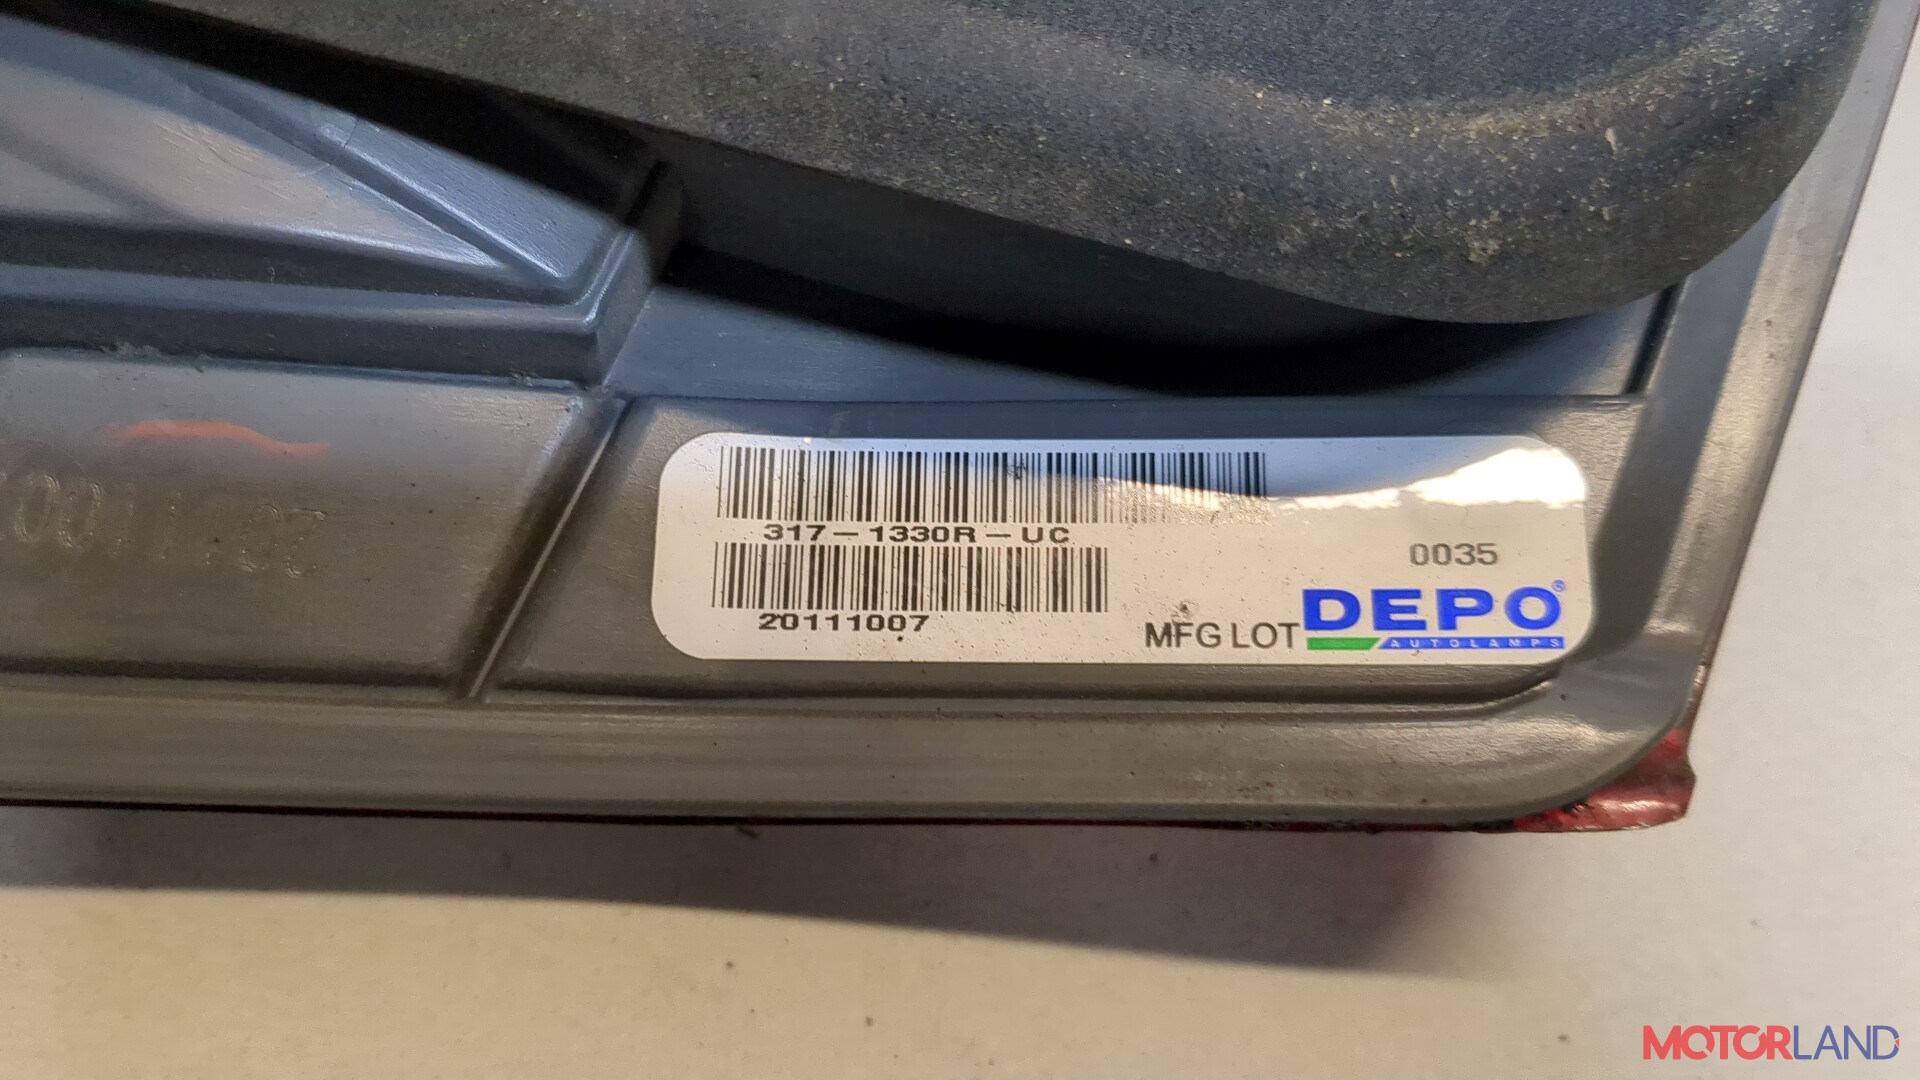 317-1330R-UC
0035
20111007
MFG LOT
DEPO®
AUTOLAMPS
MOTORLAND